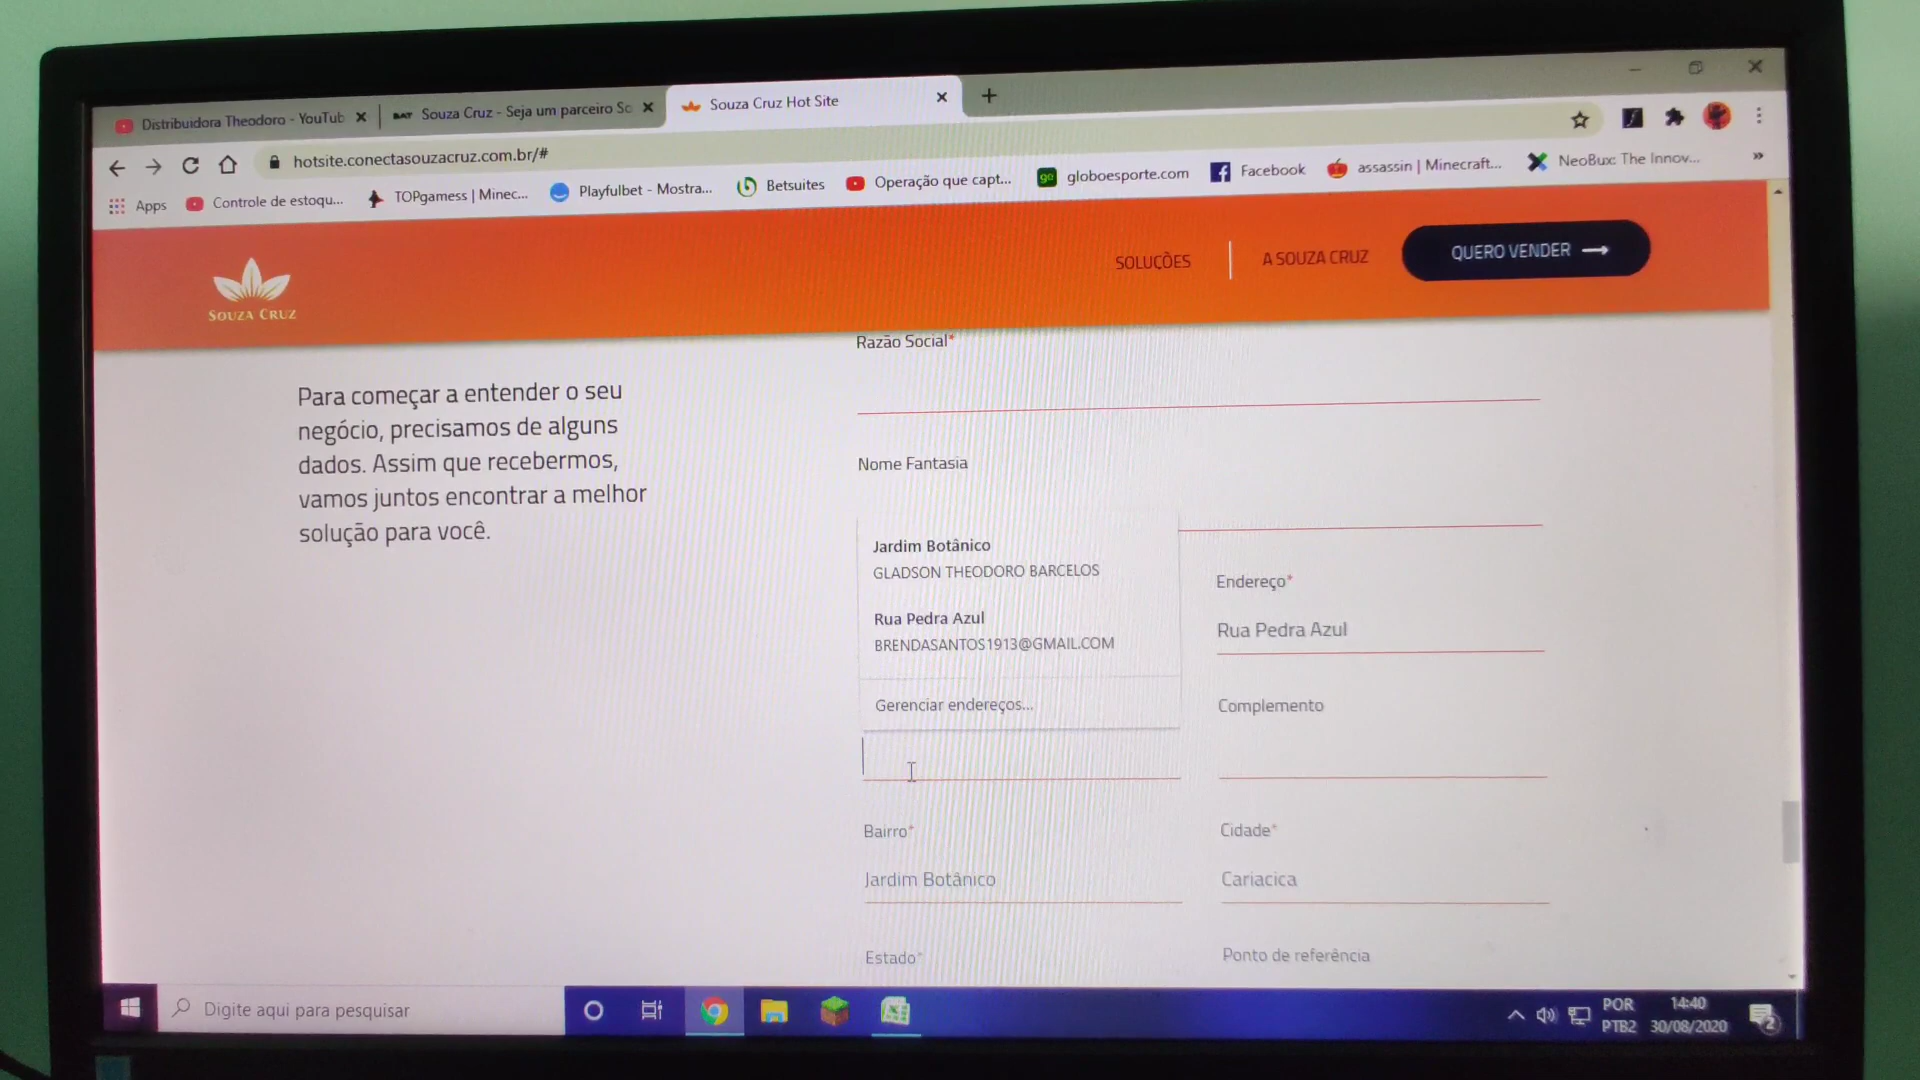 Distribuidora Theodoro - YouTub
BAT Souza Cruz - Seja um parceiro So
Souza Cruz Hot Site
hotsite.conectasouzacruz.com.br/#
Apps
Controle de estoqu...
TOPgamess | Minec...
Playfulbet - Mostra...
Betsuites
Operação que capt...
ge globoesporte.com
Facebook
assassin | Minecraft...
NeoBux: The Innov...
SOUZA CRUZ
SOLUÇÕES
A SOUZA CRUZ
QUERO VENDER
Para começar a entender o seu
negócio, precisamos de alguns
dados. Assim que recebermos,
vamos juntos encontrar a melhor
solução para você.
Razão Social*
Nome Fantasia
Jardim Botânico
GLADSON THEODORO BARCELOS
Rua Pedra Azul
BRENDASANTOS1913@GMAIL.COM
Gerenciar endereços...
Endereço*
Rua Pedra Azul
Complemento
Bairro*
Jardim Botânico
Cidade*
Cariacica
Estado*
Ponto de referência
Digite aqui para pesquisar
POR
PTB2
14:40
30/08/2020
2